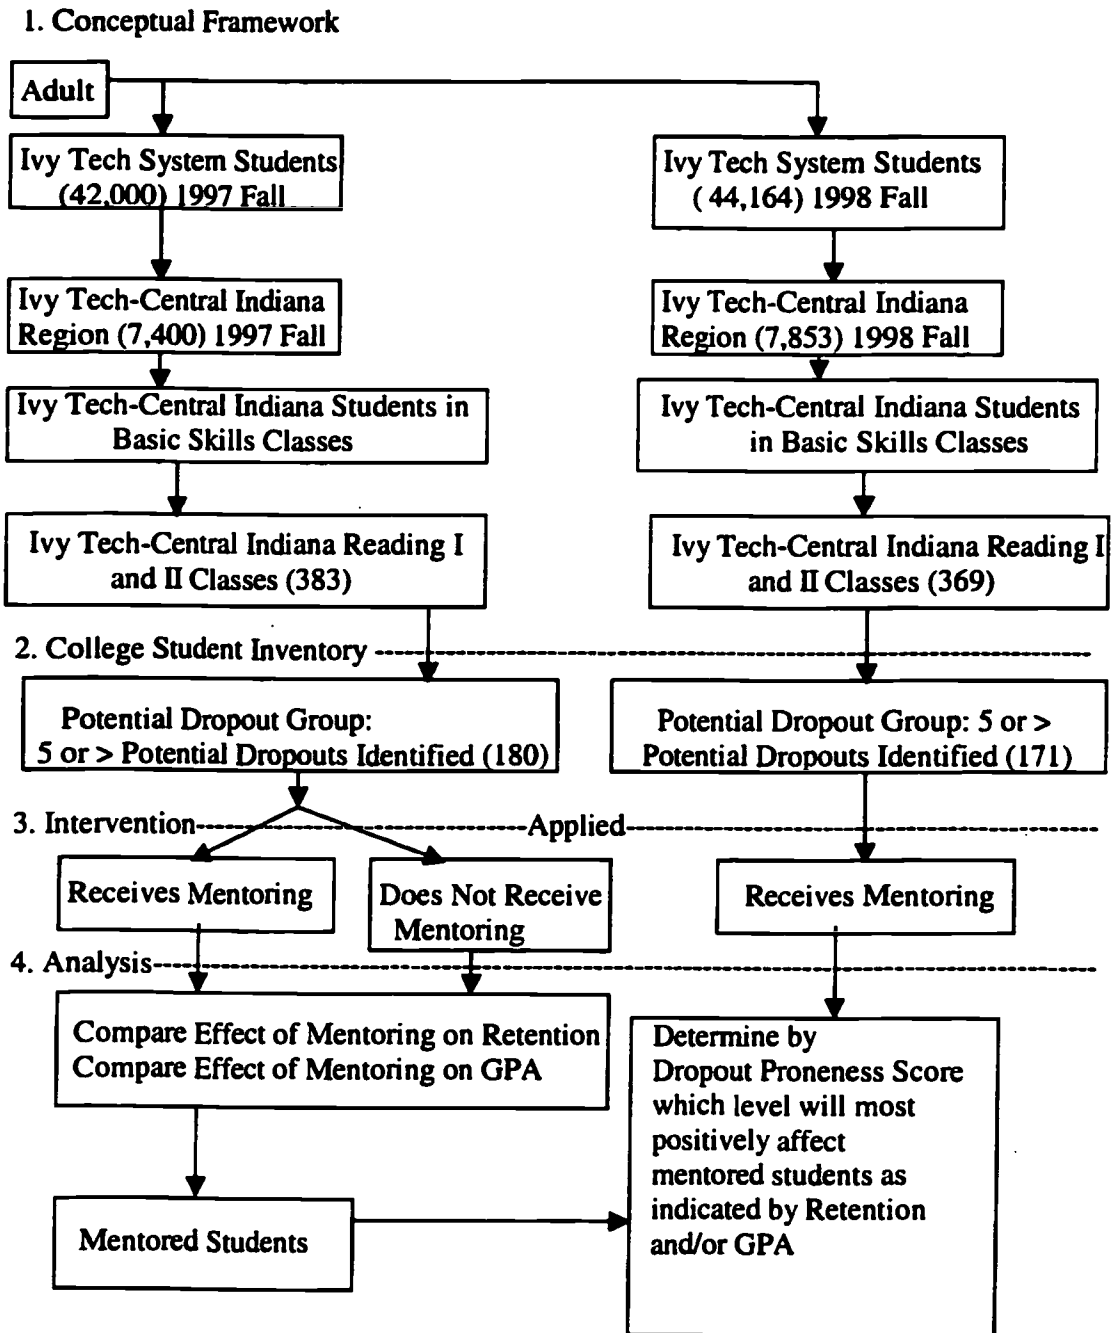 1. Conceptual Framework
Adult
Ivy Tech System Students
(42,000) 1997 Fall
Ivy Tech System Students
( 44,164) 1998 Fall
Ivy Tech-Central Indiana
Region (7,400) 1997 Fall
Ivy Tech-Central Indiana
Region (7,853) 1998 Fall
Ivy Tech-Central Indiana Students in
Basic Skills Classes
Ivy Tech-Central Indiana Students
in Basic Skills Classes
Ivy Tech-Central Indiana Reading I
and II Classes (383)
Ivy Tech-Central Indiana Reading I
and II Classes (369)
2. College Student Inventory
Potential Dropout Group:
5 or > Potential Dropouts Identified (180)
Potential Dropout Group: 5 or >
Potential Dropouts Identified (171)
3. Intervention
Applied
Receives Mentoring
Does Not Receive
Mentoring
Receives Mentoring
4. Analysis
Compare Effect of Mentoring on Retention
Compare Effect of Mentoring on GPA
Determine by
Dropout Proneness Score
which level will most
positively affect
mentored students as
indicated by Retention
and/or GPA
Mentored Students